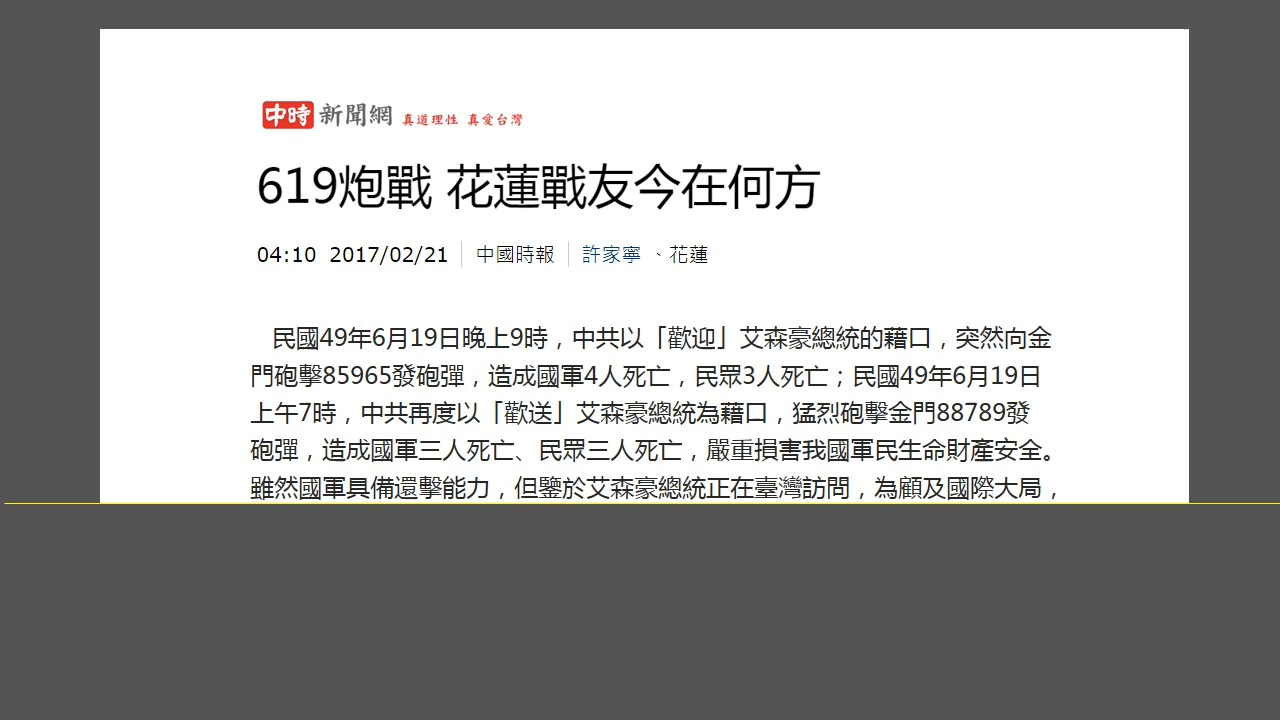 中時 新聞網 真道理性 真愛台灣
619炮戰 花蓮戰友今在何方
04:10 2017/02/21 中國時報 許家寧 、花蓮
民國49年6月19日晚上9時，中共以「歡迎」艾森豪總統的藉口，突然向金
門砲擊85965發砲彈，造成國軍4人死亡，民眾3人死亡；民國49年6月19日
上午7時，中共再度以「歡送」艾森豪總統為藉口，猛烈砲擊金門88789發
砲彈，造成國軍三人死亡、民眾三人死亡，嚴重損害我國軍民生命財產安全。
雖然國軍具備還擊能力，但鑒於艾森豪總統正在臺灣訪問，為顧及國際大局，